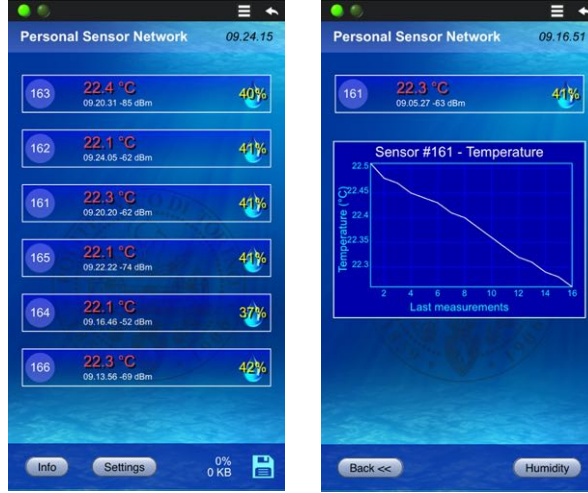 Personal Sensor Network 09.24.15
163 22.4 °C 40%
09.20.31 -85 dBm
162 22.1 °C 41%
09.24.05 -62 dBm
161 22.3 °C 41%
09.20.20 -62 dBm
165 22.1 °C 41%
09.22.22 -74 dBm
164 22.1 °C 37%
09.16.46 -52 dBm
166 22.3 °C 42%
09.13.56 -69 dBm
Info Settings 0%
0 KB
Personal Sensor Network 09.16.51
161 22.3 °C 41%
09.05.27 -63 dBm
Sensor #161 - Temperature
22.5
22.45
22.4
22.35
22.3
Temperature (°C)
2 4 6 8 10 12 14 16
Last measurements
Back << Humidity